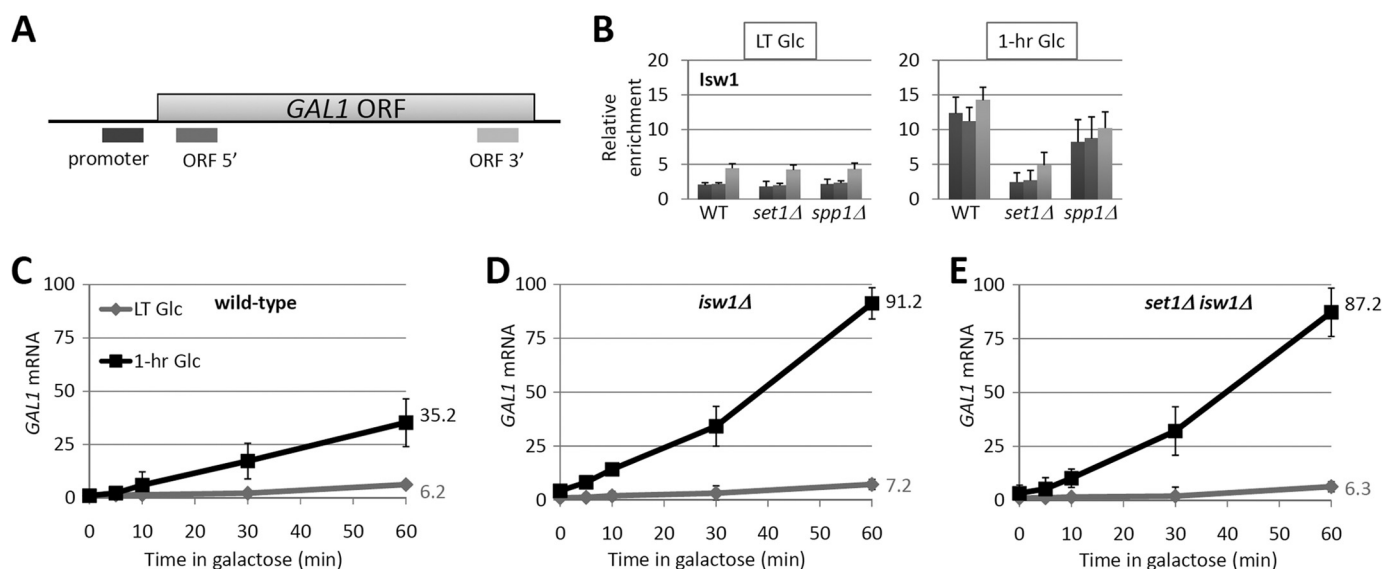 A
GAL1 ORF
promoter
ORF 5’
ORF 3’
B
LT Glc
1-hr Glc
Relative
enrichment
20
15
10
5
0
Isw1
WT
set1Δ
spp1Δ
20
15
10
5
0
WT
set1Δ
spp1Δ
C
GAL1 mRNA
100
75
50
25
0
LT Glc
wild-type
1-hr Glc
35.2
6.2
0
10
20
30
40
50
60
Time in galactose (min)
D
GAL1 mRNA
100
75
50
25
0
isw1Δ
91.2
7.2
0
10
20
30
40
50
60
Time in galactose (min)
E
GAL1 mRNA
100
75
50
25
0
set1Δ isw1Δ
87.2
6.3
0
10
20
30
40
50
60
Time in galactose (min)